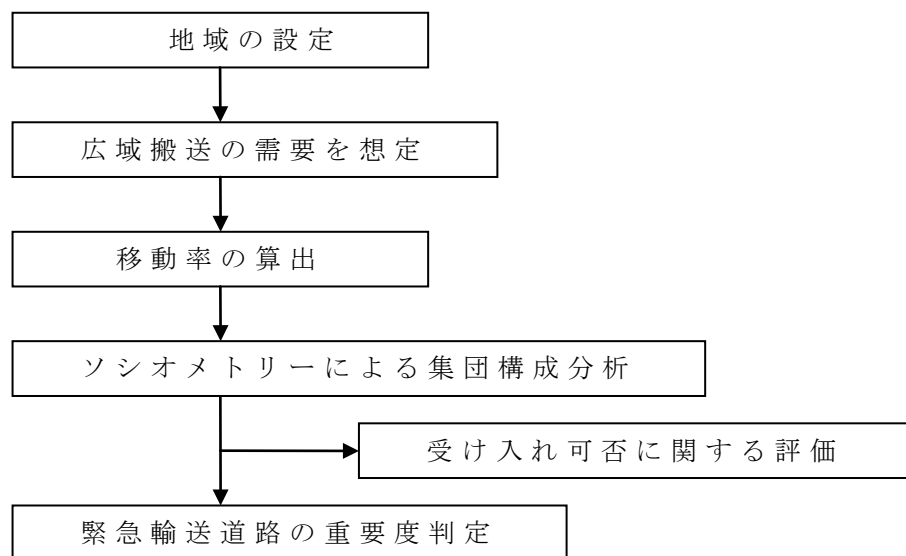 地域の設定
広域搬送の需要を想定
移動率の算出
ソシオメトリーによる集団構成分析
受け入れ可否に関する評価
緊急輸送道路の重要度判定